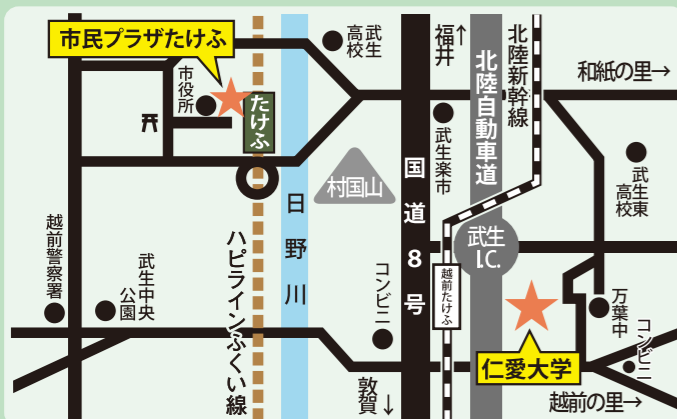 市民プラザたけふ
市役所
たけふ
武生
高校
↑
福井
国道8号
北陸自動車道
北陸新幹線
和紙の里→
武生楽市
武生東
高校
村国山
日野川
ハピラインふくい線
越前警察署
武生中央
公園
コンビニ
敦賀
↓
越前たけふ
武生
I.C.
仁愛大学
万葉中
コンビニ
越前の里→